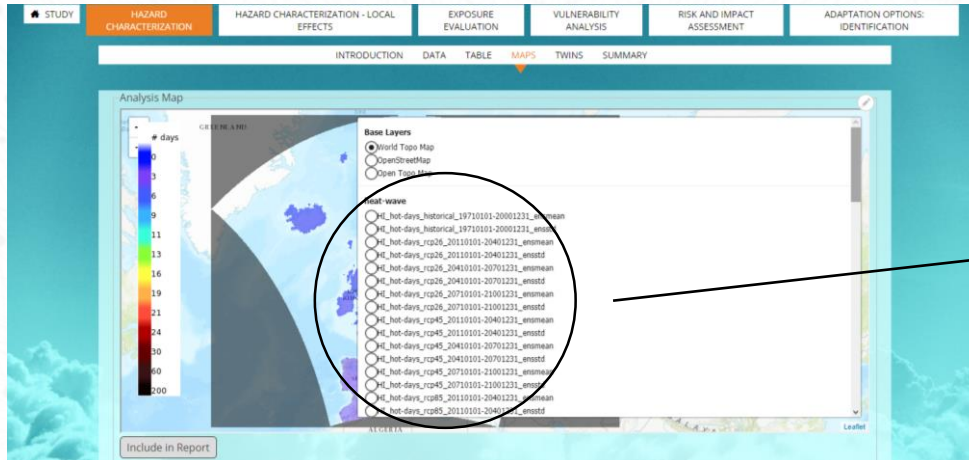 STUDY
HAZARD
CHARACTERIZATION
HAZARD CHARACTERIZATION - LOCAL
EFFECTS
EXPOSURE
EVALUATION
VULNERABILITY
ANALYSIS
RISK AND IMPACT
ASSESSMENT
ADAPTATION OPTIONS:
IDENTIFICATION
INTRODUCTION DATA TABLE MAPS TWINS SUMMARY
Analysis Map
# days
0
3
6
9
11
13
16
19
21
24
30
60
200
Base Layers
World Topo Map
OpenStreetMap
Open Topo Map
heat-wave
HI_hot-days_historical_19710101-20001231_ensmean
HI_hot-days_historical_19710101-20001231_ensstd
HI_hot-days_rcp26_20110101-20401231_ensmean
HI_hot-days_rcp26_20110101-20401231_ensstd
HI_hot-days_rcp26_20410101-20701231_ensmean
HI_hot-days_rcp26_20410101-20701231_ensstd
HI_hot-days_rcp26_20710101-21001231_ensmean
HI_hot-days_rcp26_20710101-21001231_ensstd
HI_hot-days_rcp45_20110101-20401231_ensmean
HI_hot-days_rcp45_20110101-20401231_ensstd
HI_hot-days_rcp45_20410101-20701231_ensmean
HI_hot-days_rcp45_20410101-20701231_ensstd
HI_hot-days_rcp45_20710101-21001231_ensmean
HI_hot-days_rcp45_20710101-21001231_ensstd
HI_hot-days_rcp85_20110101-20401231_ensmean
HI_hot-days_rcp85_20110101-20401231_ensstd
ALGERIA
Leaflet
Include in Report